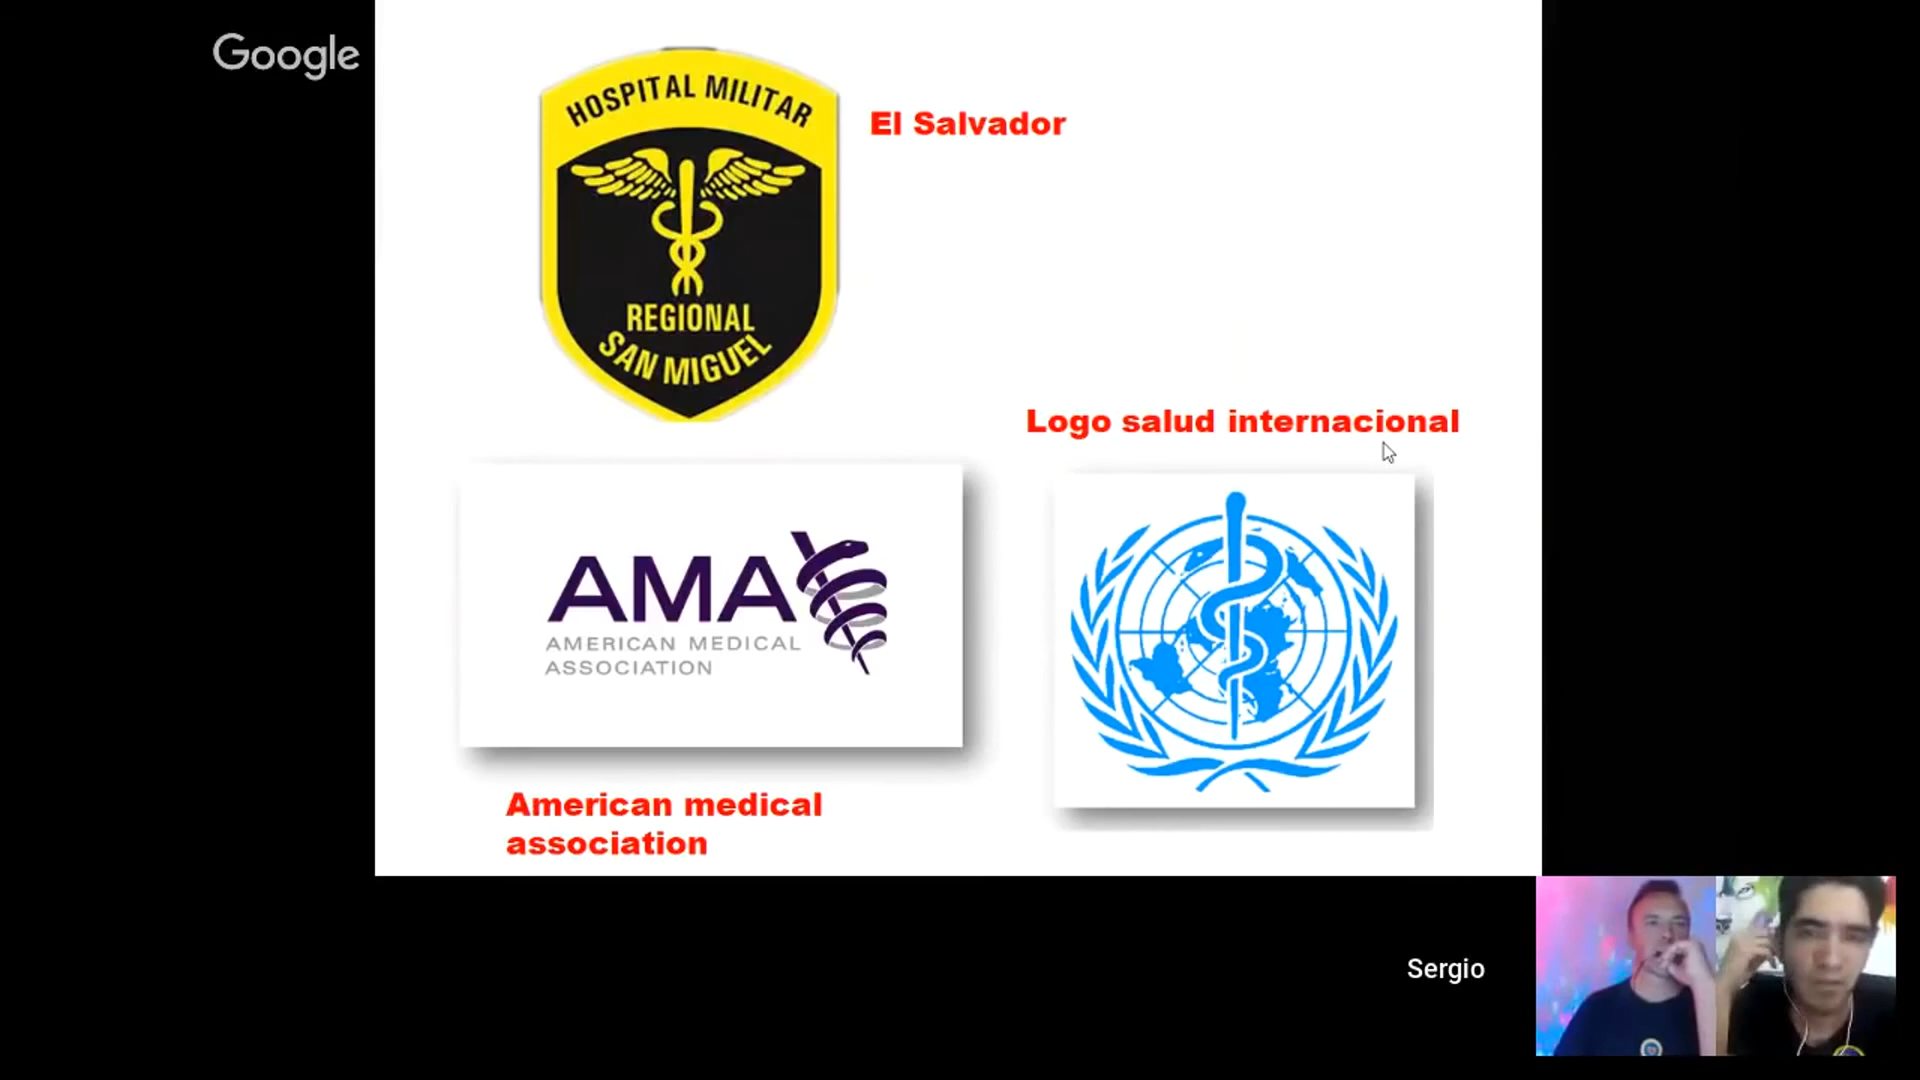 Google
HOSPITAL MILITAR
REGIONAL
SAN MIGUEL
El Salvador
Logo salud internacional
AMA
AMERICAN MEDICAL
ASSOCIATION
American medical
association
Sergio